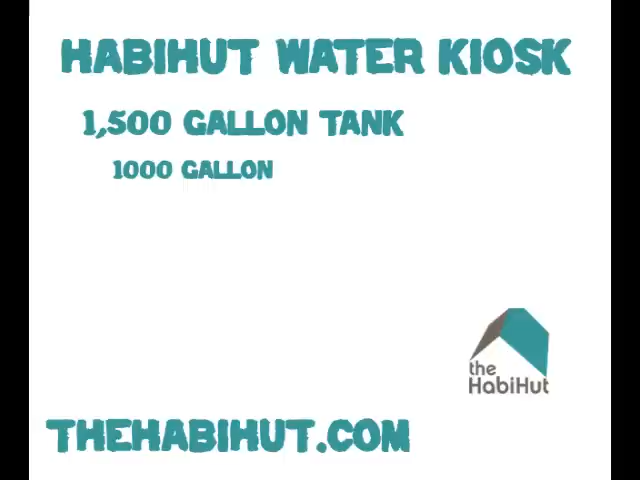 HABIHUT WATER KIOSK
1,500 GALLON TANK
1000 GALLON
the
HabiHut
THEHABIHUT.COM